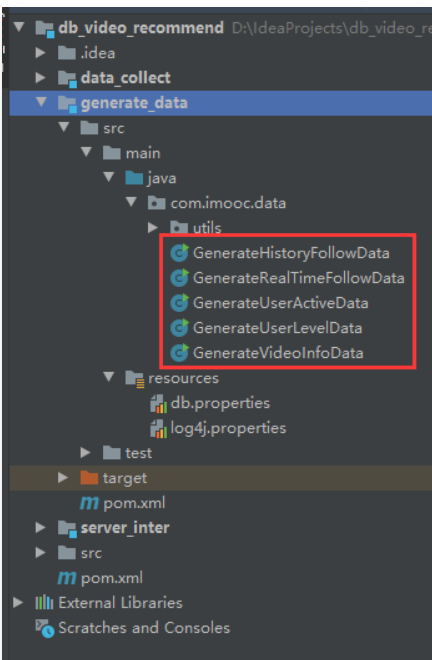 db_video_recommend D:\IdeaProjects\db_video_re
.idea
data_collect
generate_data
src
main
java
com.imooc.data
utils
GenerateHistoryFollowData
GenerateRealTimeFollowData
GenerateUserActiveData
GenerateUserLevelData
GenerateVideoInfoData
resources
db.properties
log4j.properties
test
target
pom.xml
server_inter
src
pom.xml
External Libraries
Scratches and Consoles